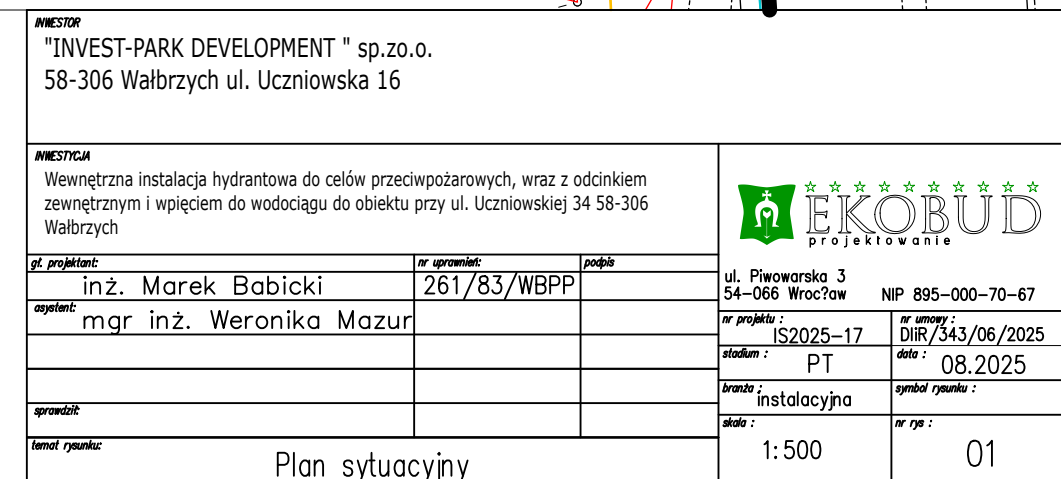 INWESTOR
"INVEST-PARK DEVELOPMENT " sp.zo.o.
58-306 Wałbrzych ul. Uczniowska 16
INWESTYCJA
Wewnętrzna instalacja hydrantowa do celów przeciwpożarowych, wraz z odcinkiem
zewnętrznym i wpięciem do wodociągu do obiektu przy ul. Uczniowskiej 34 58-306
Wałbrzych
EKOBUD
projektowanie
ul. Piwowarska 3
54-066 Wroc?aw NIP 895-000-70-67
gł. projektant: nr uprawnień: podpis
inż. Marek Babicki 261/83/WBPP
asystent:
mgr inż. Weronika Mazur
sprawdził:
temat rysunku:
Plan sytuacyjny
nr projektu : nr umowy :
IS2025-17 DIiR/343/06/2025
stadium : data :
PT 08.2025
branża : symbol rysunku :
instalacyjna
skala : nr rys :
1:500 01